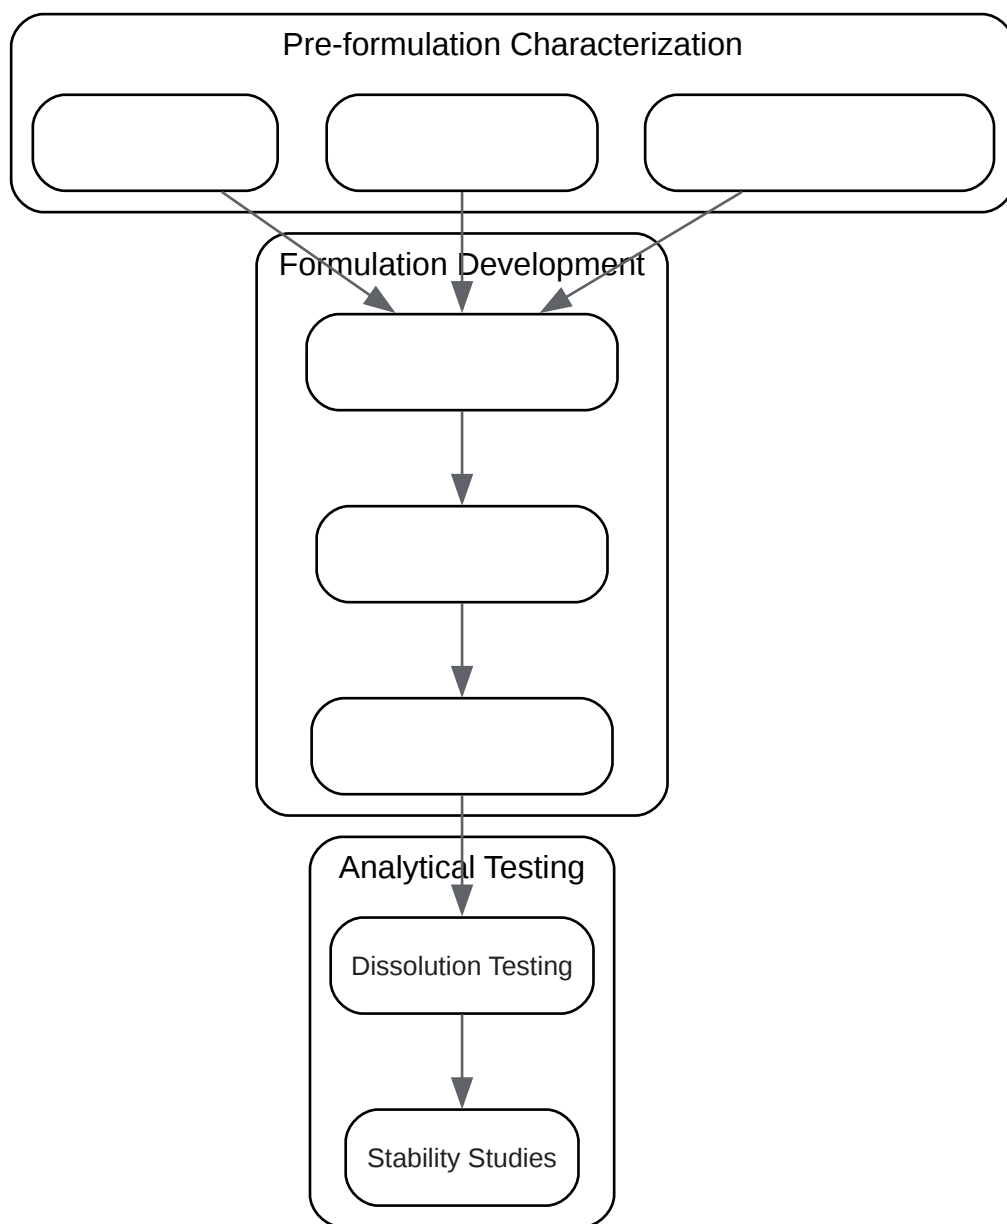 Pre-formulation Characterization
Formulation Development
Analytical Testing
Dissolution Testing
Stability Studies